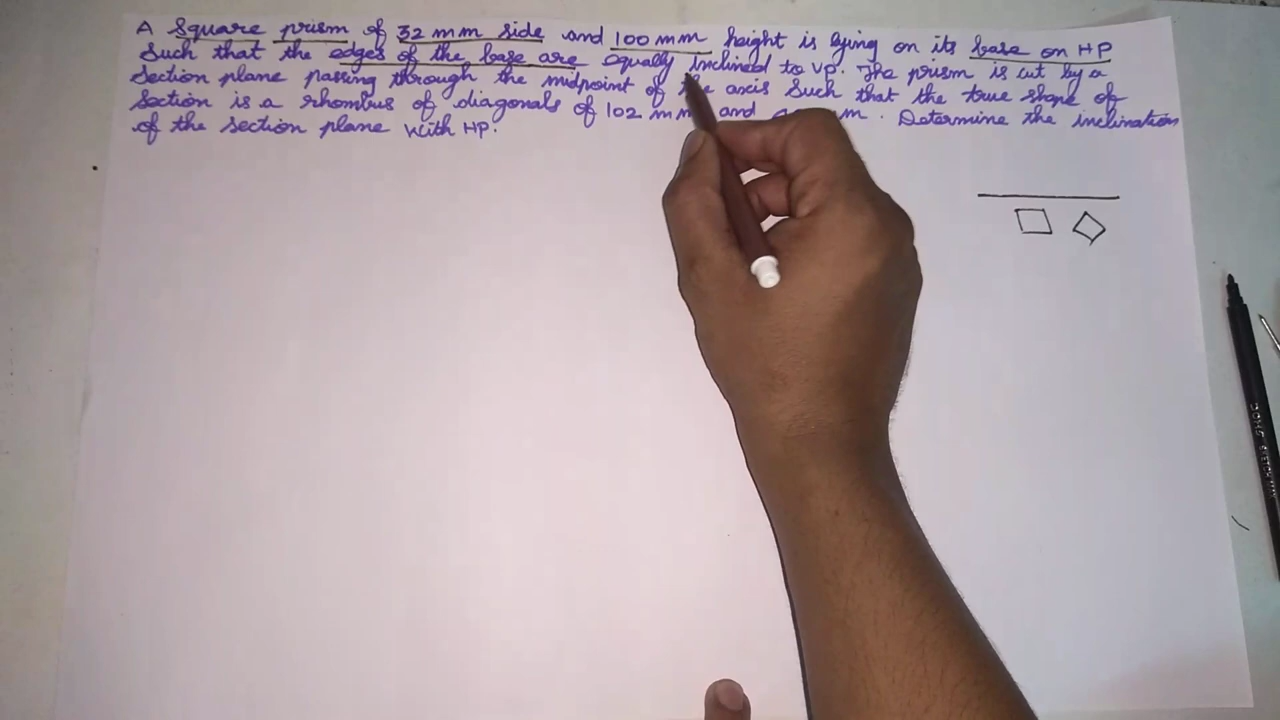 A square prism of 32 mm side and 100 mm height is lying on its base on HP
Such that the edges of the base are equally inclined to VP. The prism is cut by a
Section plane passing through the midpoint of the axis Such that the true shape of
Section is a rhombus of diagonals of 102 mm and m. Determine the inclination
of the section plane with HP.